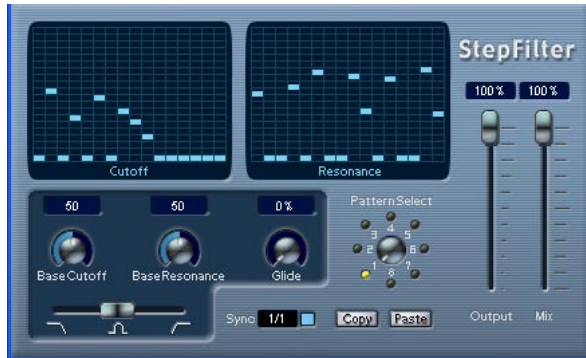 StepFilter
100 %
100 %
Cutoff
Resonance
50
50
0 %
Pattern Select
3
4
5
2
6
1
8
7
Base Cutoff
Base Resonance
Glide
Sync
1/1
Copy
Paste
Output
Mix